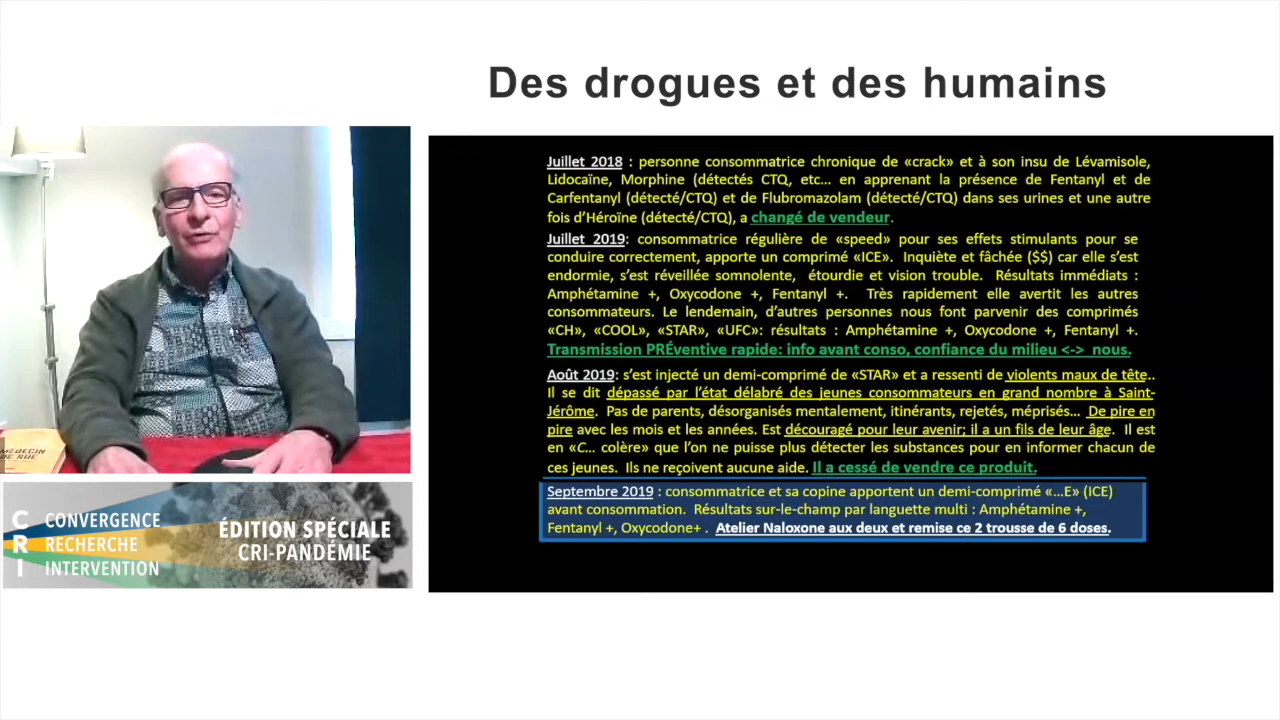 Des drogues et des humains
Juillet 2018 : personne consommatrice chronique de «crack» et à son insu de Lévamisole,
Lidocaïne, Morphine (détectés CTQ, etc... en apprenant la présence de Fentanyl et de
Carfentanyl (détecté/CTQ) et de Flubromazolam (détecté/CTQ) dans ses urines et une autre
fois d'Héroïne (détecté/CTQ), a changé de vendeur.
Juillet 2019: consommatrice régulière de «speed» pour ses effets stimulants pour se
conduire correctement, apporte un comprimé «ICE». Inquiète et fâchée ($$) car elle s'est
endormie, s'est réveillée somnolente, étourdie et vision trouble. Résultats immédiats :
Amphétamine +, Oxycodone +, Fentanyl +. Très rapidement elle avertit les autres
consommateurs. Le lendemain, d'autres personnes nous font parvenir des comprimés
«CH», «COOL», «STAR», «UFC»: résultats : Amphétamine +, Oxycodone +, Fentanyl +.
Transmission PRÉventive rapide: info avant conso, confiance du milieu <-> nous.
Août 2019: s'est injecté un demi-comprimé de «STAR» et a ressenti de violents maux de tête..
Il se dit dépassé par l'état délabré des jeunes consommateurs en grand nombre à Saint-
Jérôme. Pas de parents, désorganisés mentalement, itinérants, rejetés, méprisés... De pire en
pire avec les mois et les années. Est découragé pour leur avenir; il a un fils de leur âge. Il est
en «C... colère» que l'on ne puisse plus détecter les substances pour en informer chacun de
ces jeunes. Ils ne reçoivent aucune aide. Il a cessé de vendre ce produit.
Septembre 2019 : consommatrice et sa copine apportent un demi-comprimé «...E» (ICE)
avant consommation. Résultats sur-le-champ par languette multi : Amphétamine +,
Fentanyl +, Oxycodone+ . Atelier Naloxone aux deux et remise ce 2 trousse de 6 doses.
MÉDECIN
DE RUE
C CONVERGENCE
R RECHERCHE
I INTERVENTION
ÉDITION SPÉCIALE
CRI-PANDÉMIE